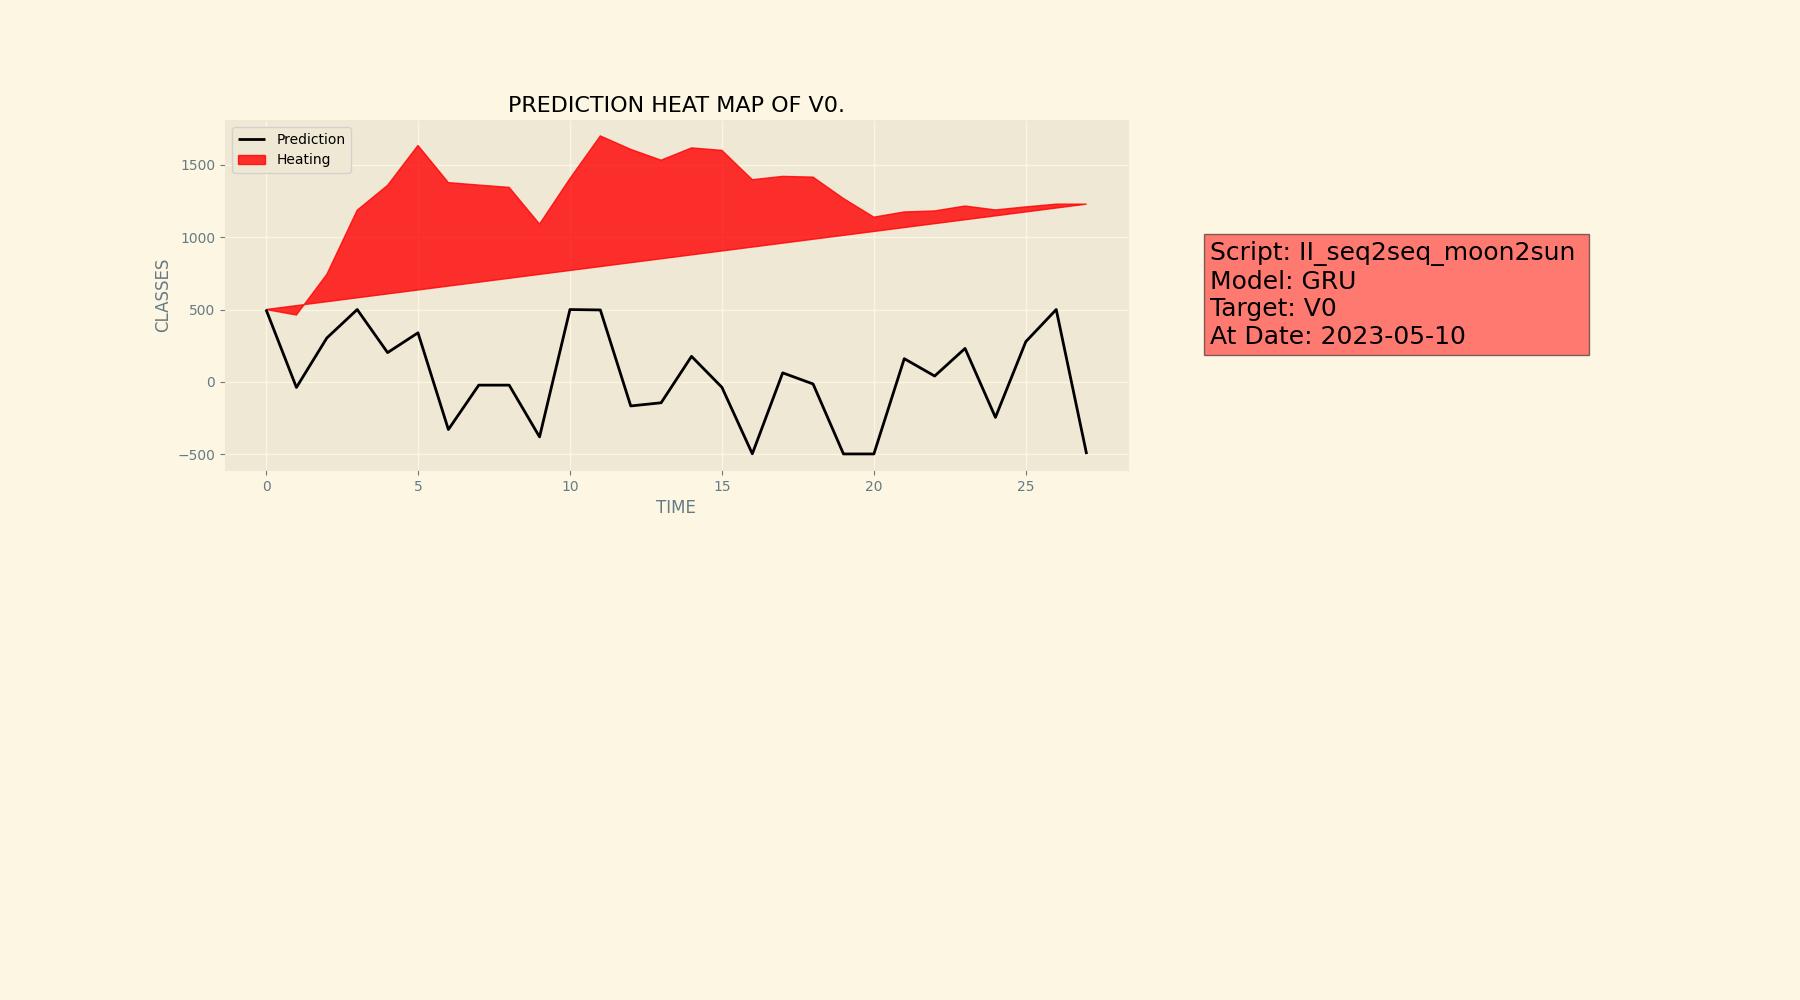 PREDICTION HEAT MAP OF V0.
Prediction
Heating
1500
1000
500
0
−500
CLASSES
0 5 10 15 20 25
TIME
Script: II_seq2seq_moon2sun
Model: GRU
Target: V0
At Date: 2023-05-10